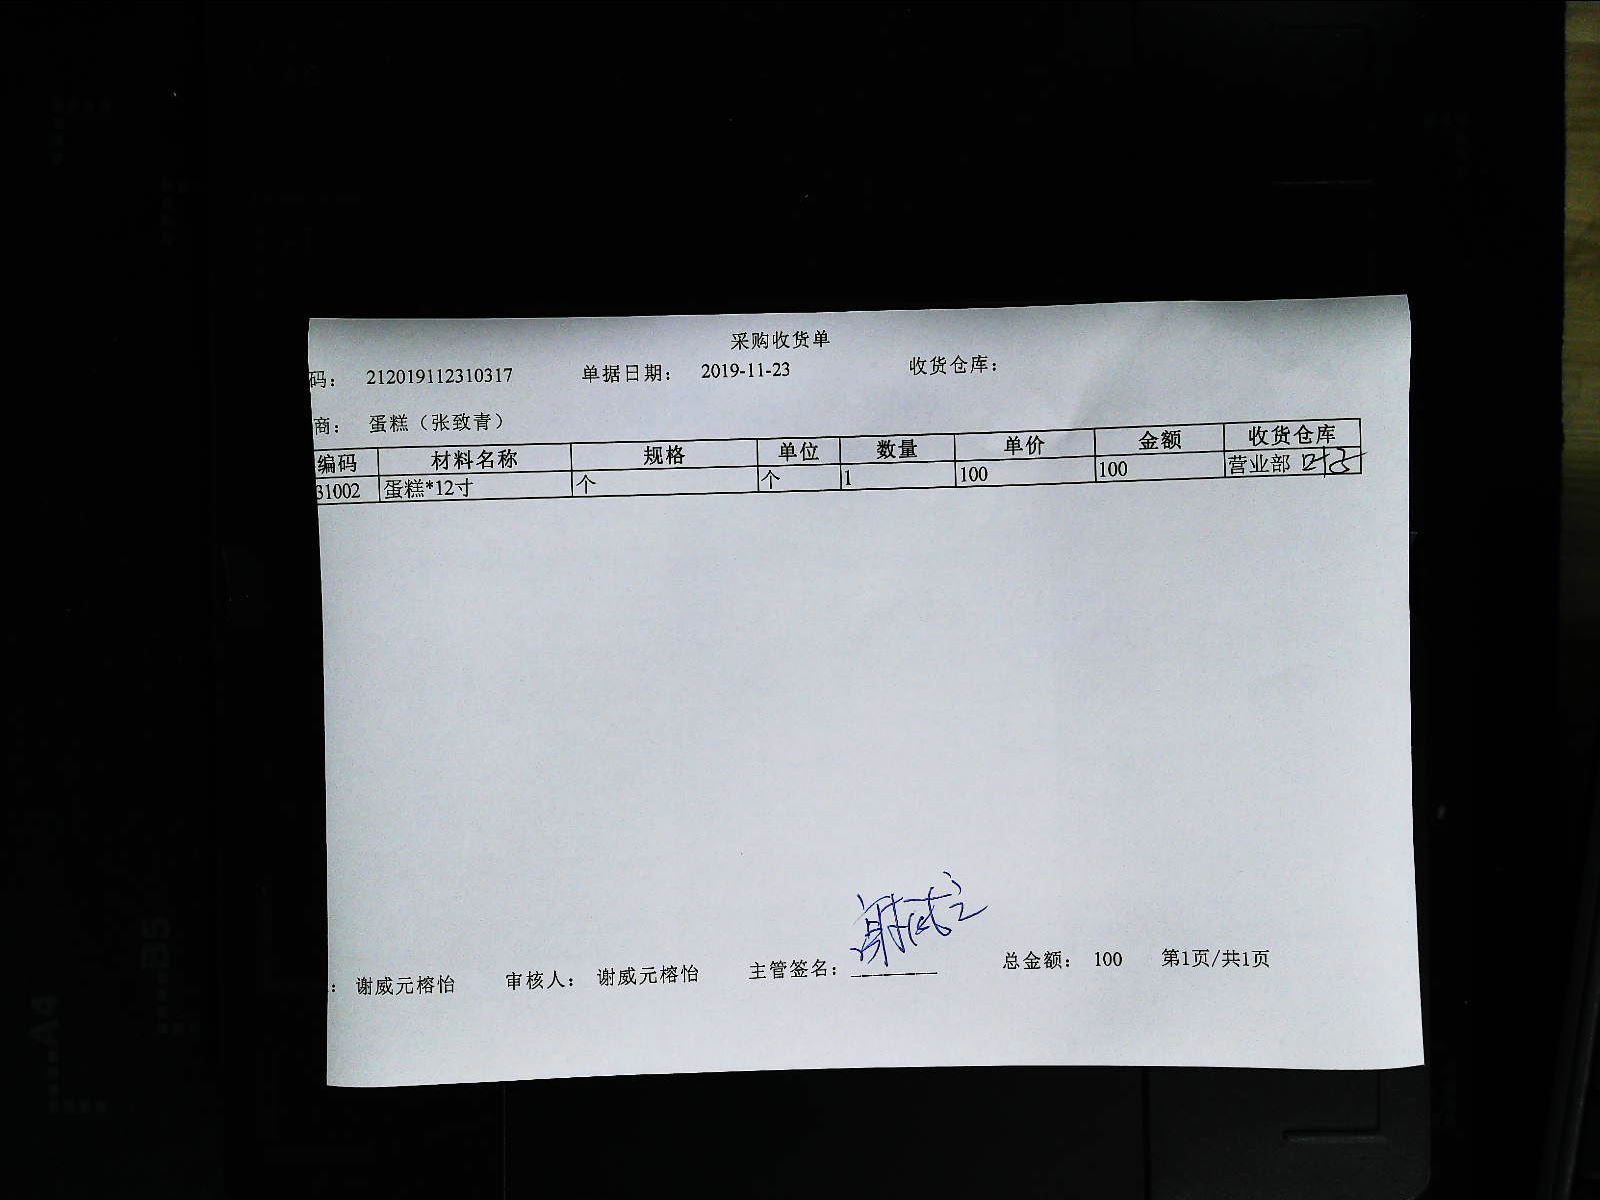 采购收货单
码： 212019112310317 单据日期： 2019-11-23 收货仓库：
商： 蛋糕（张致青）
编码 材料名称 规格 单位 数量 单价 金额 收货仓库
31002 蛋糕*12寸 个 个 1 100 100 营业部
： 谢威元榕怡 审核人： 谢威元榕怡 主管签名： 总金额： 100 第1页/共1页
B5
A4